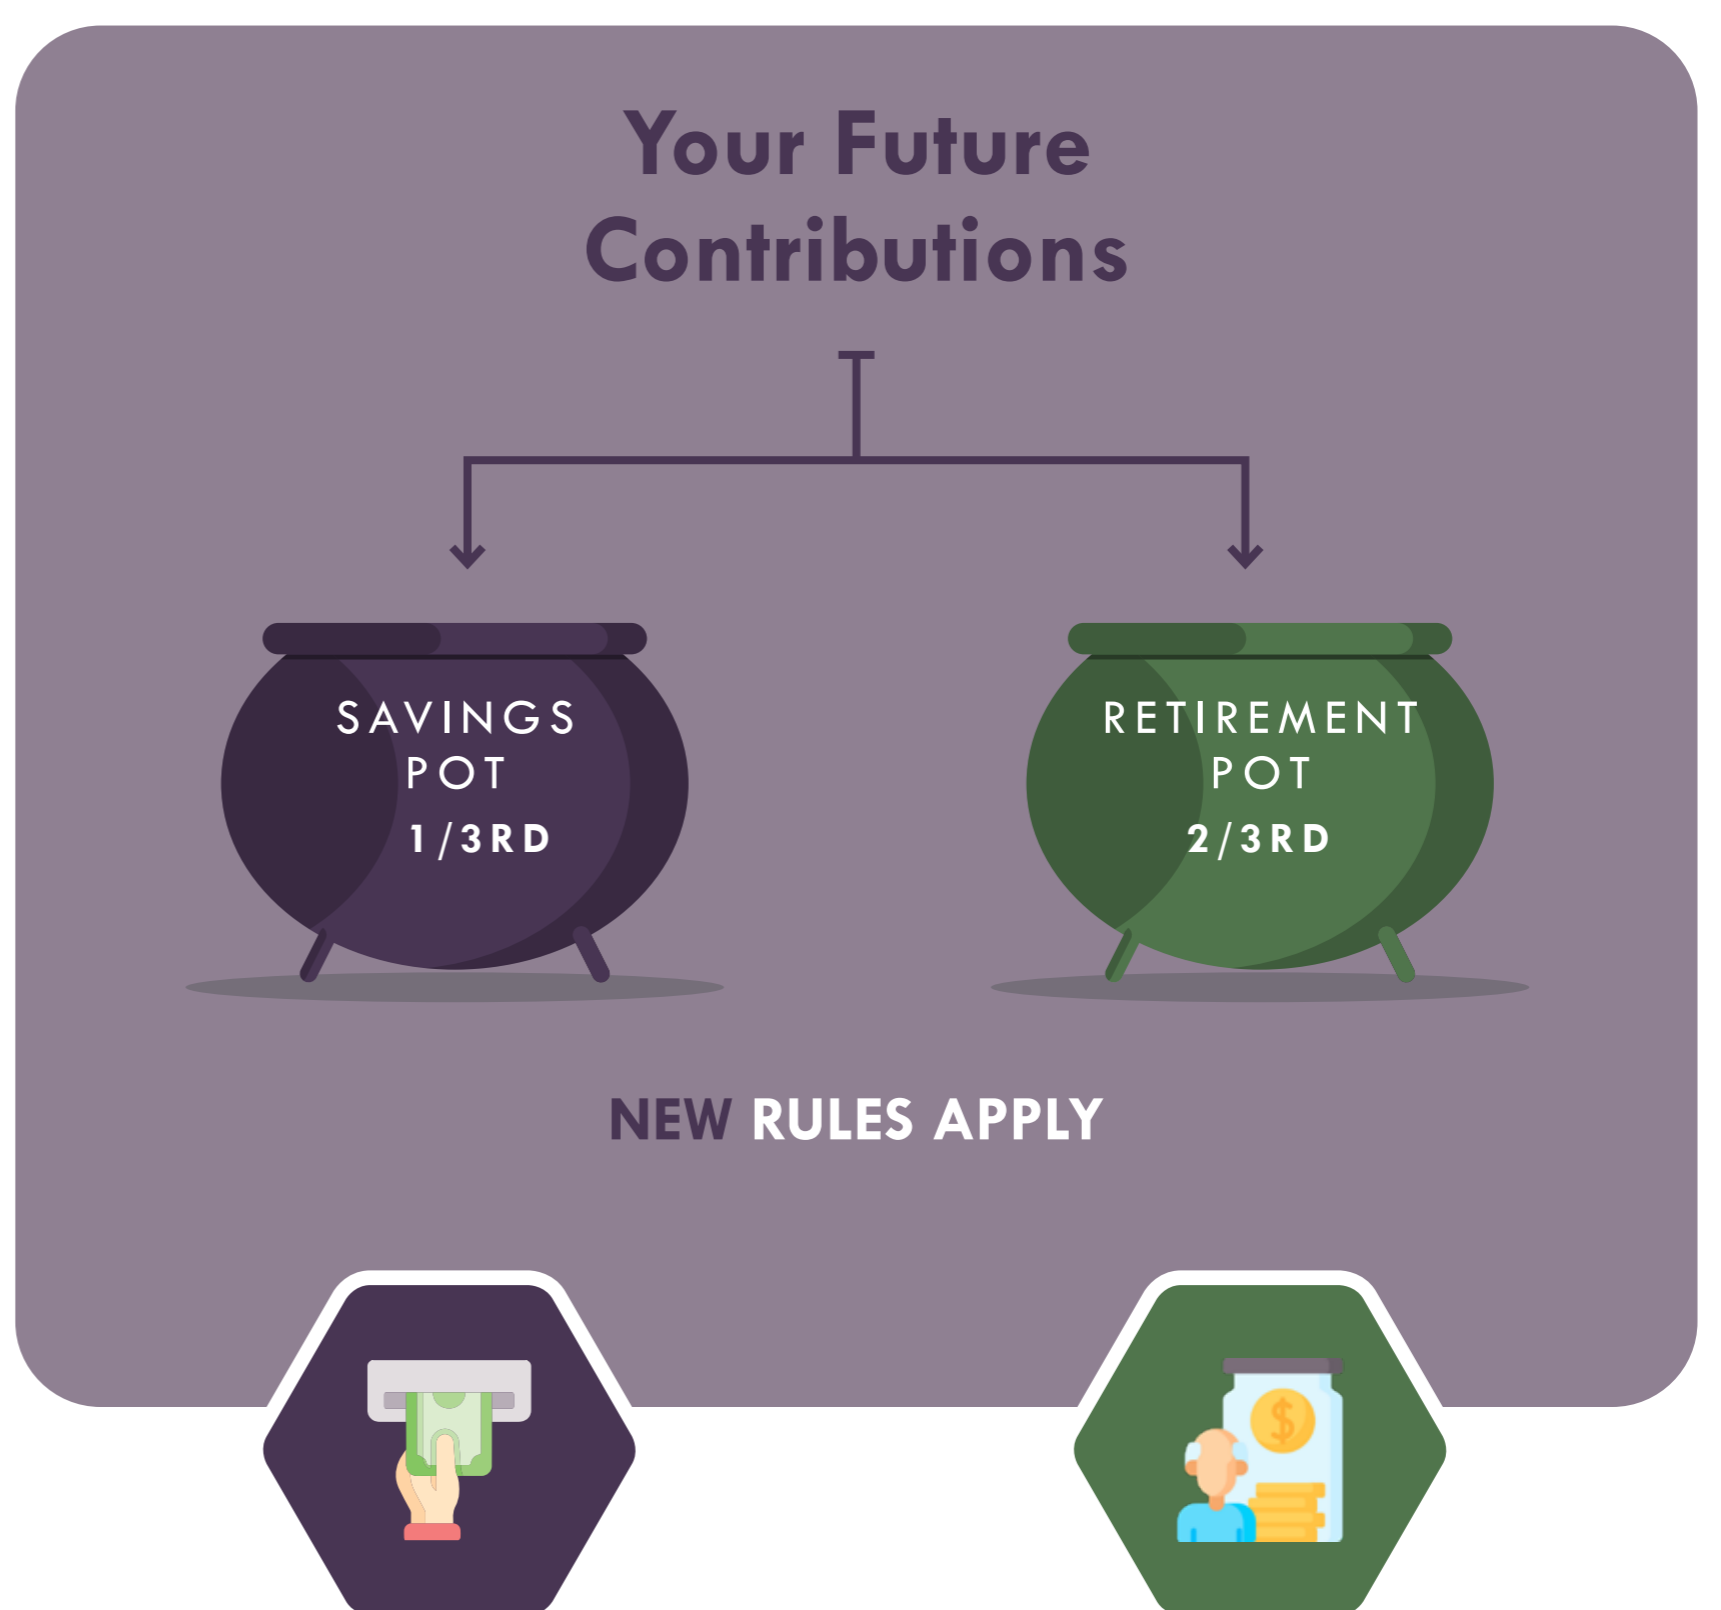 Your Future
Contributions
SAVINGS
POT
1/3RD
RETIREMENT
POT
2/3RD
NEW RULES APPLY
$